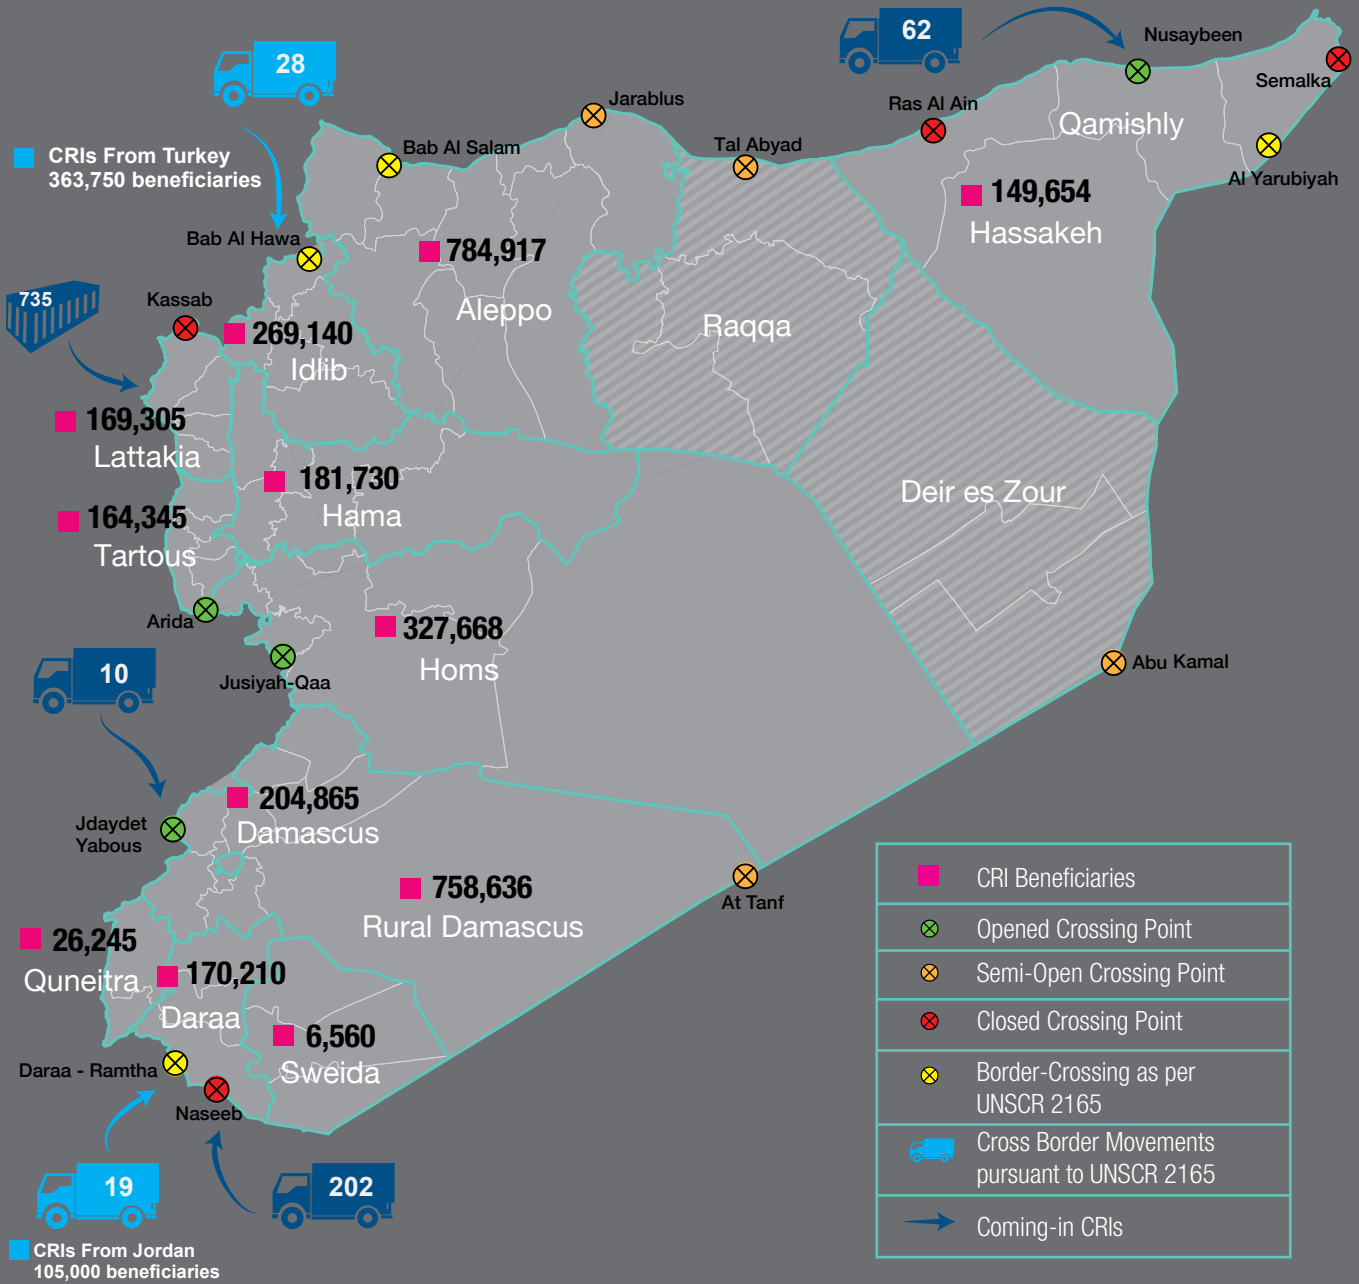 62
Nusaybeen
28
Semalka
Jarablus
Ras Al Ain
Qamishly
CRIs From Turkey
363,750 beneficiaries
Bab Al Salam
Tal Abyad
Al Yarubiyah
149,654
Hassakeh
Bab Al Hawa
784,917
Aleppo
735
Kassab
269,140
Idlib
Raqqa
169,305
Lattakia
181,730
Hama
Deir es Zour
164,345
Tartous
Arida
327,668
Homs
Jusiyah-Qaa
Abu Kamal
10
204,865
Damascus
Jdaydet
Yabous
758,636
Rural Damascus
At Tanf
26,245
Quneitra
170,210
Daraa
6,560
Sweida
Daraa - Ramtha
Naseeb
19
202
CRIs From Jordan
105,000 beneficiaries
CRI Beneficiaries
Opened Crossing Point
Semi-Open Crossing Point
Closed Crossing Point
Border-Crossing as per
UNSCR 2165
Cross Border Movements
pursuant to UNSCR 2165
Coming-in CRIs